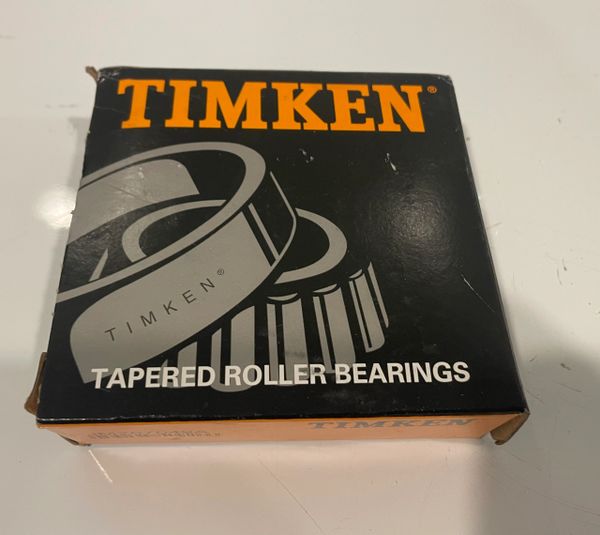 TIMKEN®
TIMKEN®
TAPERED ROLLER BEARINGS
TIMKEN